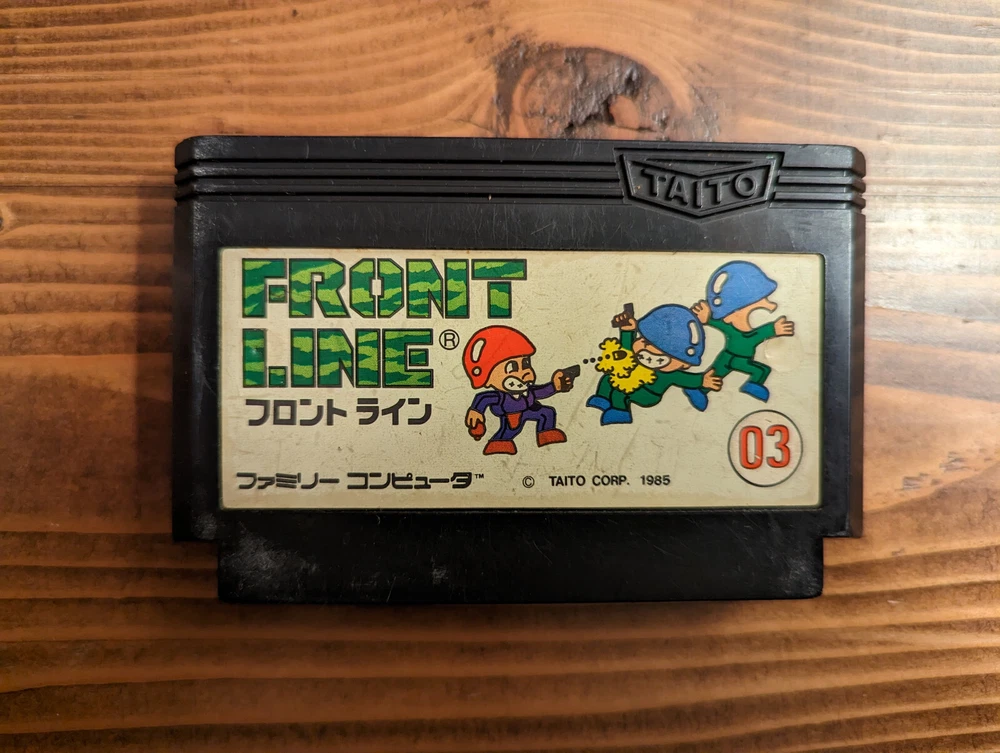 TAITO
FRONT
LINE®
フロント ライン
03
ファミリー コンピュータ™
© TAITO CORP. 1985